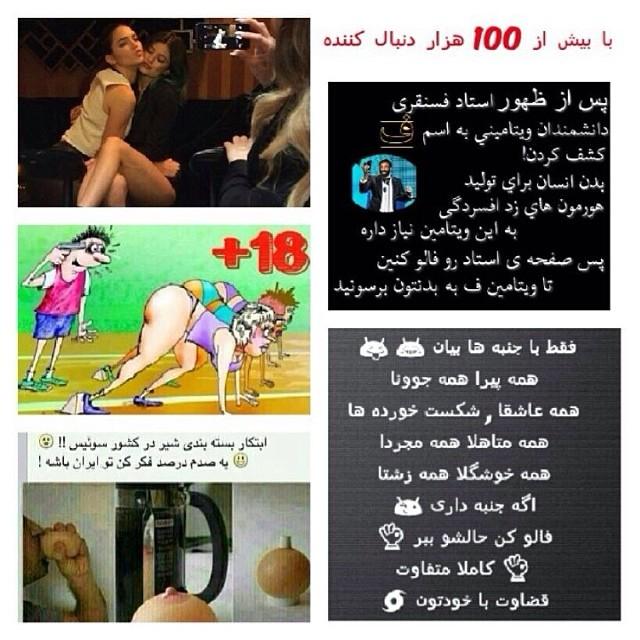 با بیش از 100 هزار دنبال کننده
پس از ظهور استاد فسنقری
دانشمندان ویتامینی به اسم ف
کشف کردن!
بدن انسان برای تولید
هورمون های زد افسردگی
به این ویتامین نیاز داره
پس صفحه ی استاد رو فالو کنین
تا ویتامین ف به بدنتون برسونید
+18
ابتکار بسته بندی شیر در کشور سوئیس !!
یه صدم درصد فکر کن تو ایران باشه !
فقط با جنبه ها بیان
همه پیرا همه جوونا
همه عاشقا , شکست خورده ها
همه متاهلا همه مجردا
همه خوشگلا همه زشتا
اگه جنبه داری
فالو کن حالشو ببر
کاملا متفاوت
قضاوت با خودتون